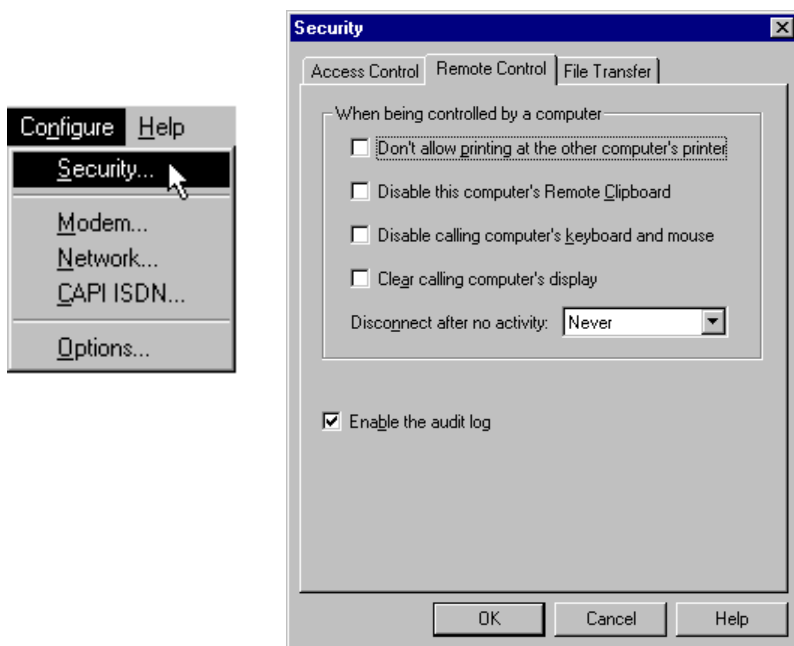 Configure Help
Security...
Modem...
Network...
CAPI ISDN...
Options...
Security
Access Control Remote Control File Transfer
When being controlled by a computer
Don't allow printing at the other computer's printer
Disable this computer's Remote Clipboard
Disable calling computer's keyboard and mouse
Clear calling computer's display
Disconnect after no activity: Never
Enable the audit log
OK Cancel Help